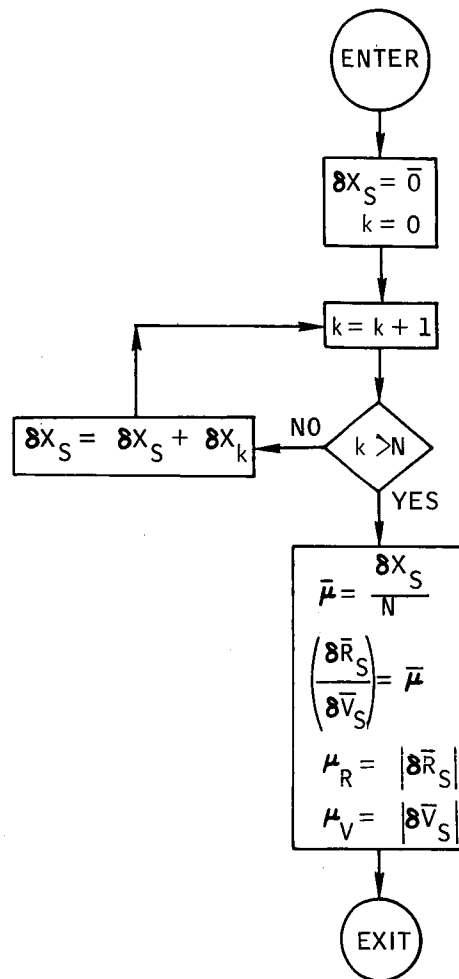 ENTER
δX_S = 0̅
k = 0
k = k + 1
NO
δX_S = δX_S + δX_k
k >N
YES
μ̅ = δX_S / N
(δR̅_S / δV̅_S) = μ̅
μ_R = |δR̅_S|
μ_V = |δV̅_S|
EXIT